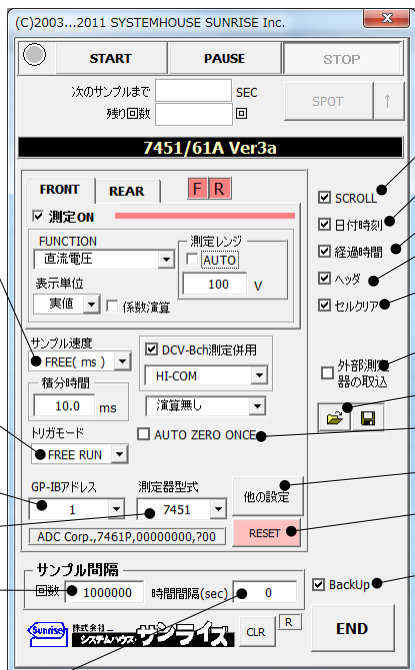 (C)2003...2011 SYSTEMHOUSE SUNRISE Inc.
START PAUSE STOP
次のサンプルまで SEC
残り回数 回
SPOT ↑
7451/61A Ver3a
FRONT REAR F R
測定ON
FUNCTION
直流電圧
測定レンジ
AUTO
100 V
表示単位
実値 係数演算
SCROLL
日付時刻
経過時間
ヘッダ
セルクリア
サンプル速度
FREE( ms )
DCV-Bch測定併用
HI-COM
積分時間
10.0 ms
演算無し
外部測定
器の取込
トリガモード
FREE RUN
AUTO ZERO ONCE
GP-IBアドレス
1
測定器型式
7451
他の設定
ADC Corp.,7461P,00000000,?00
RESET
サンプル間隔
回数 1000000 時間間隔(sec) 0
BackUp
Sunrise 株式会社 システムハウス サンライズ
CLR R
END